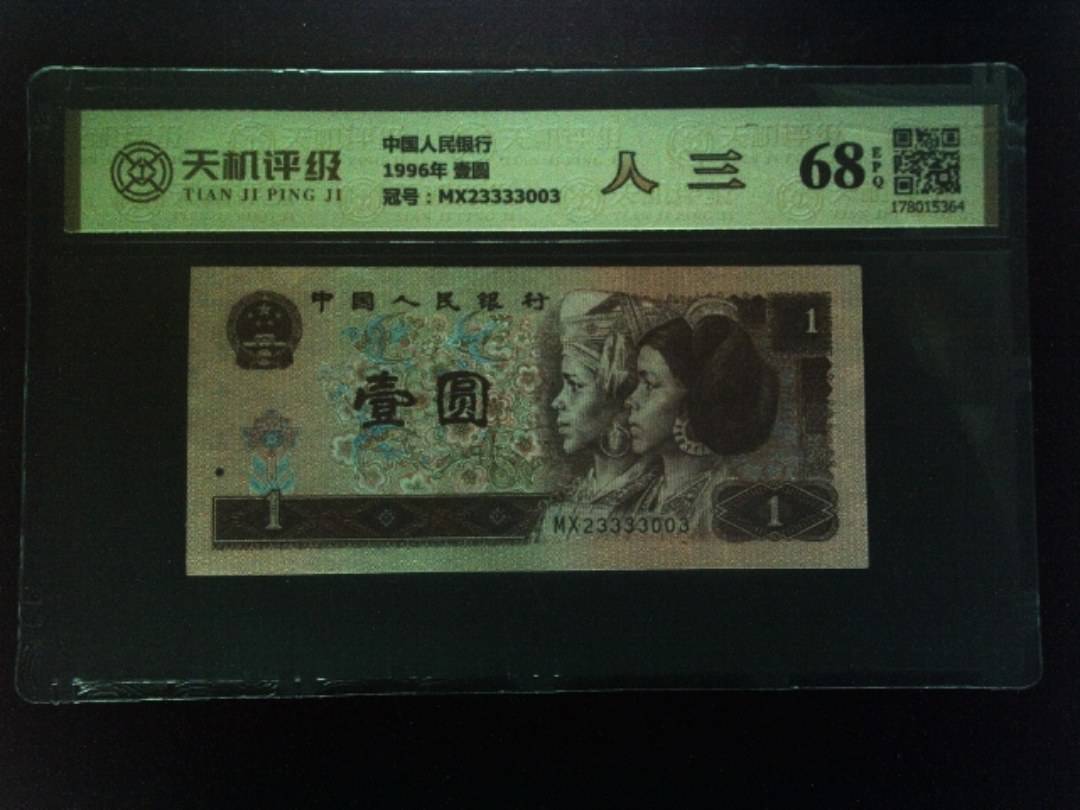 天机评级
TIAN JI PING JI
中国人民银行
1996年 壹圆
冠号：MX23333003
人 三
68
EPQ
178015364
中国人民银行
1
壹圆
1
MX23333003
1